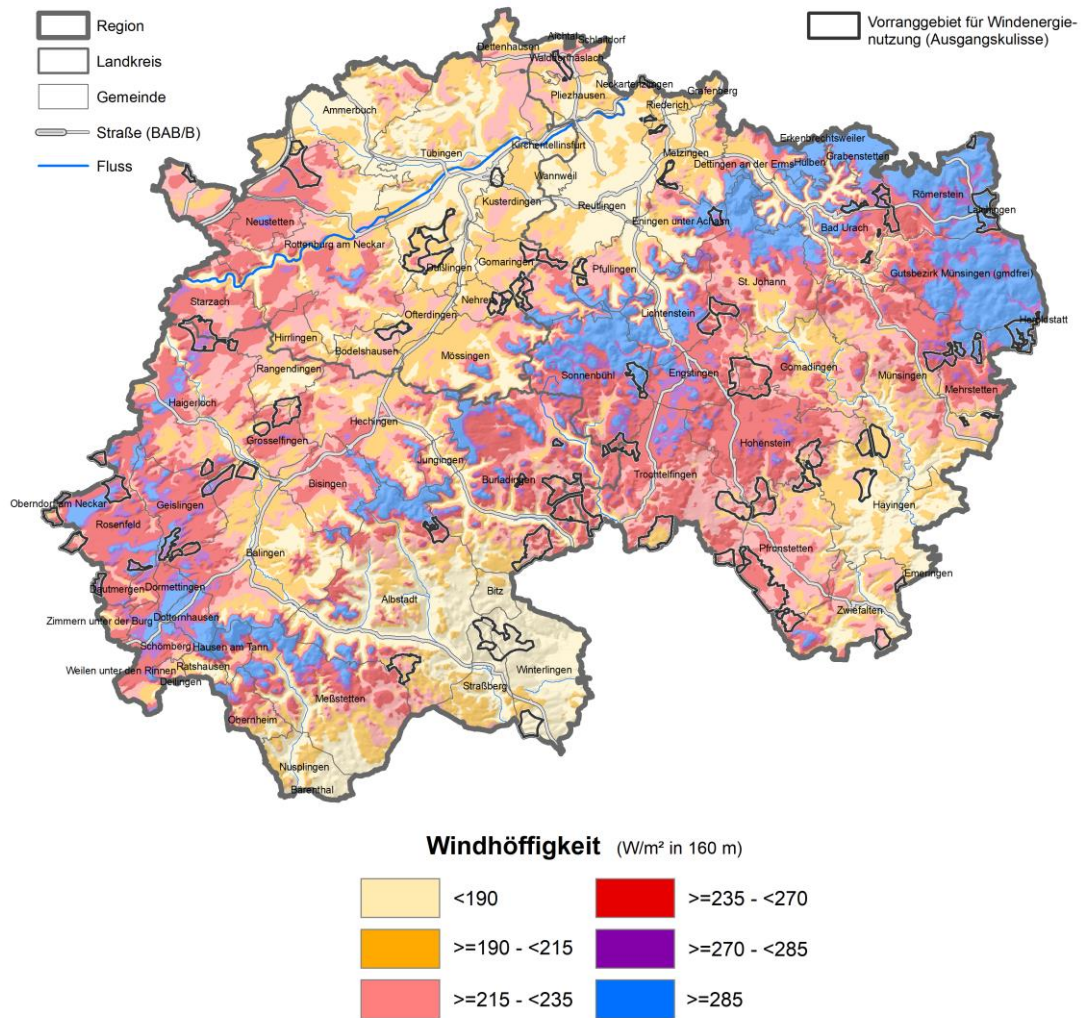 Region
Landkreis
Gemeinde
Straße (BAB/B)
Fluss
Vorranggebiet für Windenergie-
nutzung (Ausgangskulisse)
Aichtal
Schlaitdorf
Dettenhausen
Walddorfhäslach
Neckartenzlingen
Grafenberg
Pliezhausen
Riederich
Ammerbuch
Erkenbrechtsweiler
Kirchentellinsfurt
Tübingen
Metzingen
Dettingen an der Erms
Hülben
Grabenstetten
Wannweil
Römerstein
Kusterdingen
Reutlingen
Laichingen
Neustetten
Eningen unter Achalm
Bad Urach
Rottenburg am Neckar
Dußlingen
Gomaringen
Pfullingen
Gutsbezirk Münsingen (gmdfrei)
St. Johann
Starzach
Nehren
Lichtenstein
Heroldstatt
Ofterdingen
Hirrlingen
Bodelshausen
Mössingen
Rangendingen
Sonnenbühl
Engstingen
Gomadingen
Münsingen
Mehrstetten
Haigerloch
Hechingen
Grosselfingen
Hohenstein
Jungingen
Burladingen
Trochtelfingen
Bisingen
Oberndorf am Neckar
Geislingen
Hayingen
Rosenfeld
Balingen
Pfronstetten
Emeringen
Dautmergen
Dormettingen
Bitz
Albstadt
Zwiefalten
Zimmern unter der Burg
Dotternhausen
Schömberg
Hausen am Tann
Weilen unter den Rinnen
Ratshausen
Winterlingen
Deilingen
Straßberg
Meßstetten
Obernheim
Nusplingen
Bärenthal
Windhöffigkeit (W/m² in 160 m)
<190
>=235 - <270
>=190 - <215
>=270 - <285
>=215 - <235
>=285